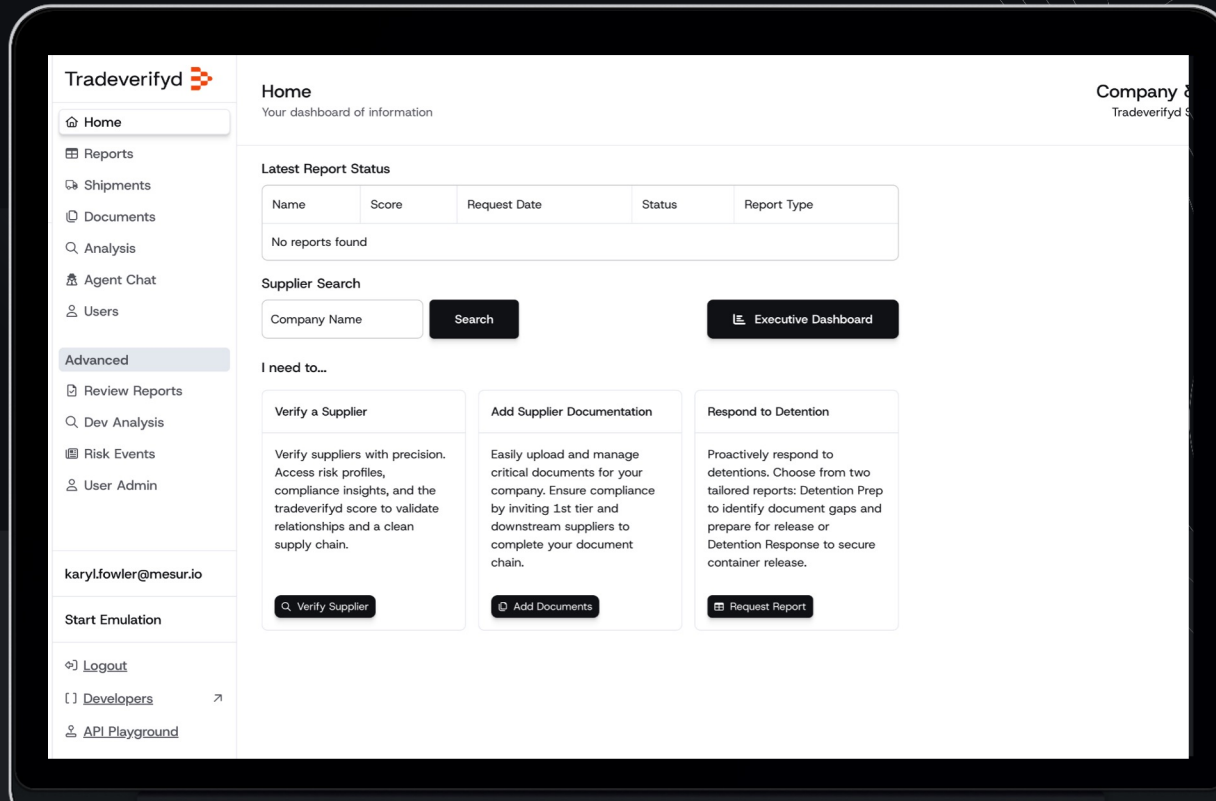 Tradeverifyd
Home
Reports
Shipments
Documents
Analysis
Agent Chat
Users
Advanced
Review Reports
Dev Analysis
Risk Events
User Admin
karyl.fowler@mesur.io
Start Emulation
Logout
Developers
API Playground
Home
Your dashboard of information
Company
Tradeverifyd
Latest Report Status
Name Score Request Date Status Report Type
No reports found
Supplier Search
Company Name Search Executive Dashboard
I need to...
Verify a Supplier
Verify suppliers with precision.
Access risk profiles,
compliance insights, and the
tradeverifyd score to validate
relationships and a clean
supply chain.
Verify Supplier
Add Supplier Documentation
Easily upload and manage
critical documents for your
company. Ensure compliance
by inviting 1st tier and
downstream suppliers to
complete your document
chain.
Add Documents
Respond to Detention
Proactively respond to
detentions. Choose from two
tailored reports: Detention Prep
to identify document gaps and
prepare for release or
Detention Response to secure
container release.
Request Report